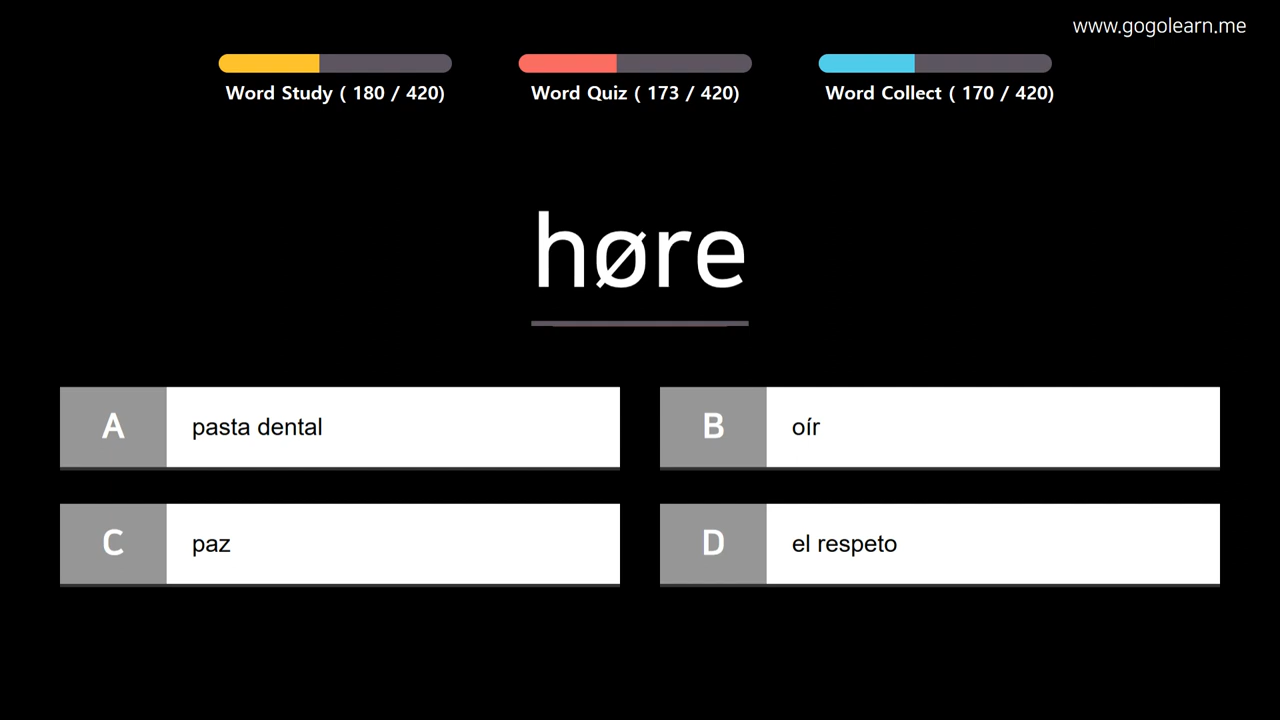 www.gogolearn.me
Word Study ( 180 / 420)
Word Quiz ( 173 / 420)
Word Collect ( 170 / 420)
høre
A pasta dental
B oír
C paz
D el respeto